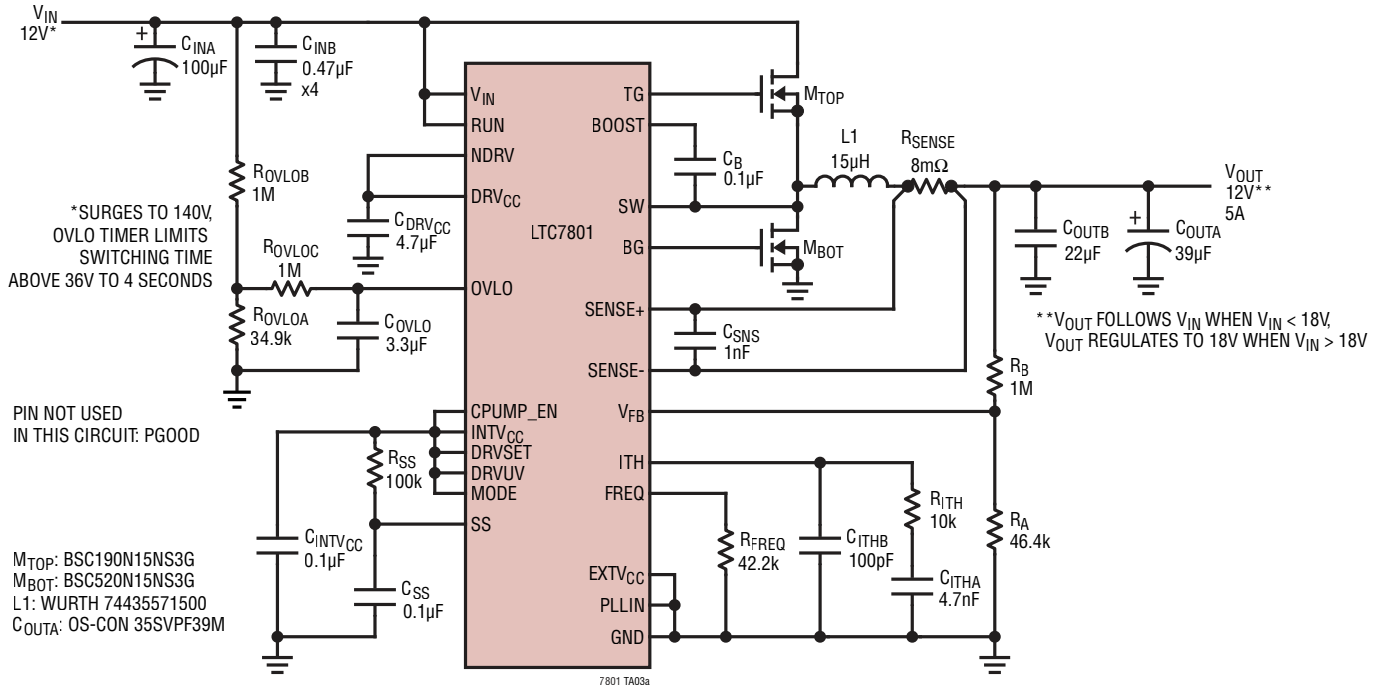 VIN
12V*
+
CINA
100µF
CINB
0.47µF
x4
ROVLOB
1M
*SURGES TO 140V,
OVLO TIMER LIMITS
SWITCHING TIME
ABOVE 36V TO 4 SECONDS
ROVLOC
1M
ROVLOA
34.9k
COVLO
3.3µF
CDRVCC
4.7µF
PIN NOT USED
IN THIS CIRCUIT: PGOOD
RSS
100k
CINTVCC
0.1µF
CSS
0.1µF
MTOP: BSC190N15NS3G
MBOT: BSC520N15NS3G
L1: WURTH 74435571500
COUTA: OS-CON 35SVPF39M
LTC7801
VIN
RUN
NDRV
DRVCC
OVLO
CPUMP_EN
INTVCC
DRVSET
DRVUV
MODE
SS
TG
BOOST
SW
BG
SENSE+
SENSE-
VFB
ITH
FREQ
EXTVCC
PLLIN
GND
MTOP
CB
0.1µF
MBOT
L1
15µH
RSENSE
8mΩ
VOUT
12V**
5A
COUTB
22µF
+
COUTA
39µF
CSNS
1nF
**VOUT FOLLOWS VIN WHEN VIN < 18V,
VOUT REGULATES TO 18V WHEN VIN > 18V
RB
1M
RFREQ
42.2k
CITHB
100pF
RITH
10k
CITHA
4.7nF
RA
46.4k
7801 TA03a